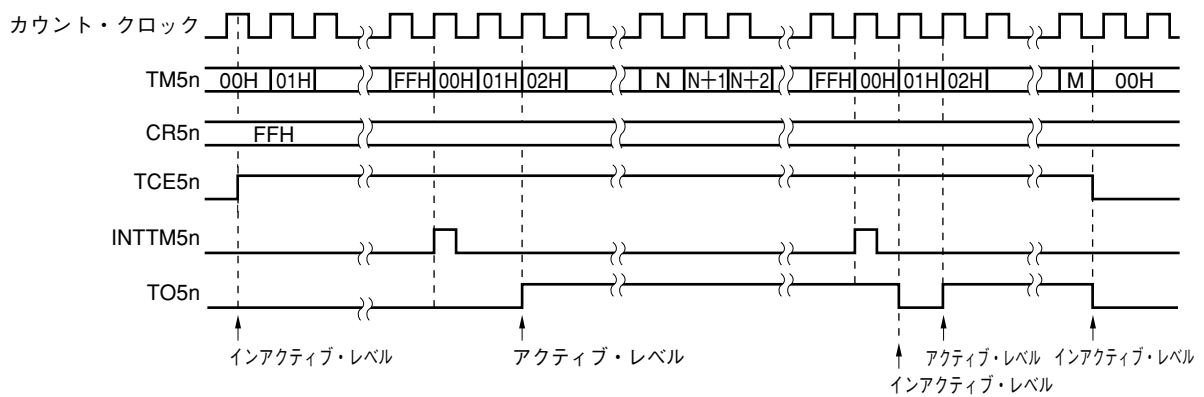 カウント・クロック
TM5n 00H 01H FFH 00H 01H 02H N N+1 N+2 FFH 00H 01H 02H M 00H
CR5n FFH
TCE5n
INTTM5n
TO5n
インアクティブ・レベル アクティブ・レベル アクティブ・レベル インアクティブ・レベル
インアクティブ・レベル